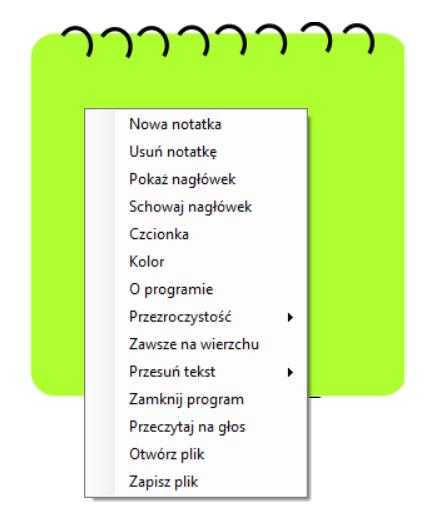 Nowa notatka
Usuń notatkę
Pokaż nagłówek
Schowaj nagłówek
Czcionka
Kolor
O programie
Przezroczystość
Zawsze na wierzchu
Przesuń tekst
Zamknij program
Przeczytaj na głos
Otwórz plik
Zapisz plik